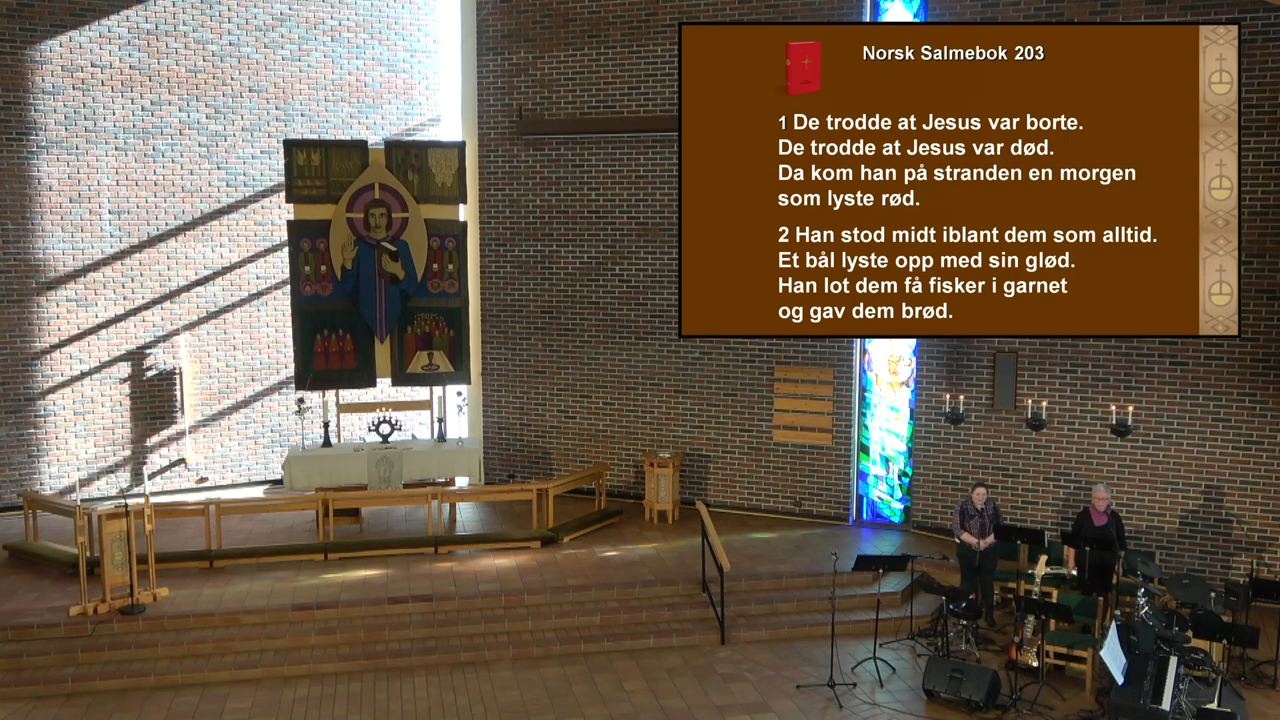 Norsk Salmebok 203
1 De trodde at Jesus var borte.
De trodde at Jesus var død.
Da kom han på stranden en morgen
som lyste rød.
2 Han stod midt iblant dem som alltid.
Et bål lyste opp med sin glød.
Han lot dem få fisker i garnet
og gav dem brød.